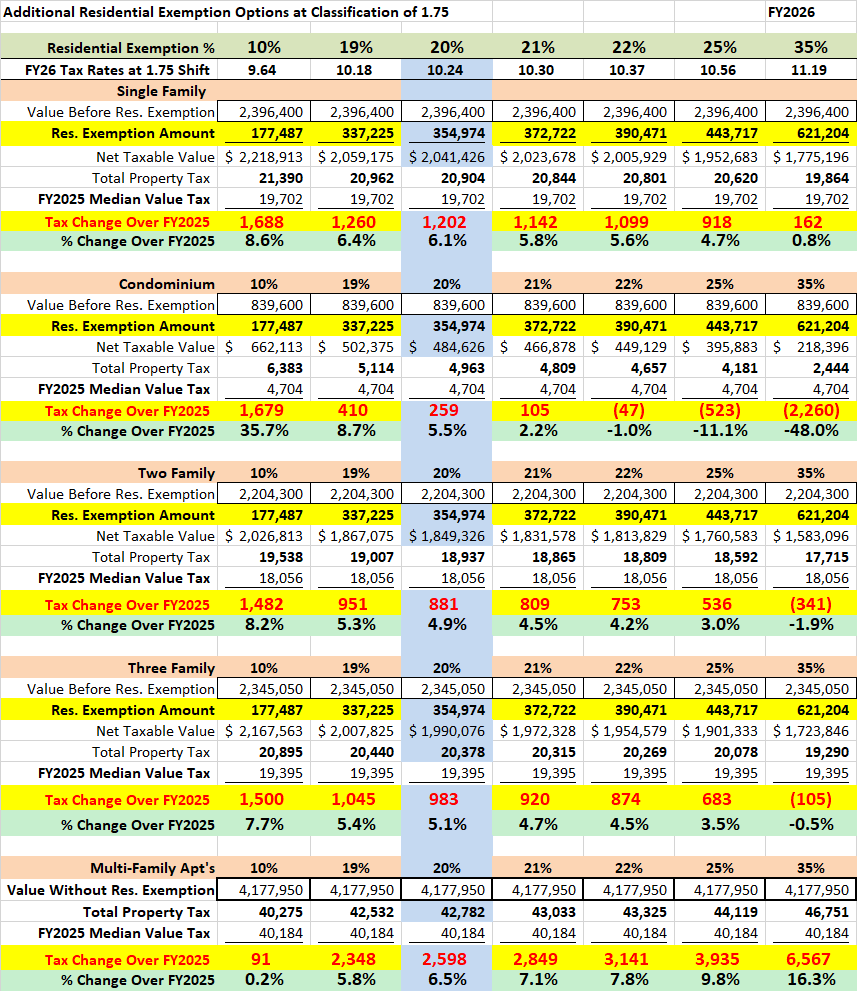 Additional Residential Exemption Options at Classification of 1.75 FY2026
Residential Exemption % 10% 19% 20% 21% 22% 25% 35%
FY26 Tax Rates at 1.75 Shift 9.64 10.18 10.24 10.30 10.37 10.56 11.19
Single Family
Value Before Res. Exemption 2,396,400 2,396,400 2,396,400 2,396,400 2,396,400 2,396,400 2,396,400
Res. Exemption Amount 177,487 337,225 354,974 372,722 390,471 443,717 621,204
Net Taxable Value $ 2,218,913 $ 2,059,175 $ 2,041,426 $ 2,023,678 $ 2,005,929 $ 1,952,683 $ 1,775,196
Total Property Tax 21,390 20,962 20,904 20,844 20,801 20,620 19,864
FY2025 Median Value Tax 19,702 19,702 19,702 19,702 19,702 19,702 19,702
Tax Change Over FY2025 1,688 1,260 1,202 1,142 1,099 918 162
% Change Over FY2025 8.6% 6.4% 6.1% 5.8% 5.6% 4.7% 0.8%
Condominium 10% 19% 20% 21% 22% 25% 35%
Value Before Res. Exemption 839,600 839,600 839,600 839,600 839,600 839,600 839,600
Res. Exemption Amount 177,487 337,225 354,974 372,722 390,471 443,717 621,204
Net Taxable Value $ 662,113 $ 502,375 $ 484,626 $ 466,878 $ 449,129 $ 395,883 $ 218,396
Total Property Tax 6,383 5,114 4,963 4,809 4,657 4,181 2,444
FY2025 Median Value Tax 4,704 4,704 4,704 4,704 4,704 4,704 4,704
Tax Change Over FY2025 1,679 410 259 105 (47) (523) (2,260)
% Change Over FY2025 35.7% 8.7% 5.5% 2.2% -1.0% -11.1% -48.0%
Two Family 10% 19% 20% 21% 22% 25% 35%
Value Before Res. Exemption 2,204,300 2,204,300 2,204,300 2,204,300 2,204,300 2,204,300 2,204,300
Res. Exemption Amount 177,487 337,225 354,974 372,722 390,471 443,717 621,204
Net Taxable Value $ 2,026,813 $ 1,867,075 $ 1,849,326 $ 1,831,578 $ 1,813,829 $ 1,760,583 $ 1,583,096
Total Property Tax 19,538 19,007 18,937 18,865 18,809 18,592 17,715
FY2025 Median Value Tax 18,056 18,056 18,056 18,056 18,056 18,056 18,056
Tax Change Over FY2025 1,482 951 881 809 753 536 (341)
% Change Over FY2025 8.2% 5.3% 4.9% 4.5% 4.2% 3.0% -1.9%
Three Family 10% 19% 20% 21% 22% 25% 35%
Value Before Res. Exemption 2,345,050 2,345,050 2,345,050 2,345,050 2,345,050 2,345,050 2,345,050
Res. Exemption Amount 177,487 337,225 354,974 372,722 390,471 443,717 621,204
Net Taxable Value $ 2,167,563 $ 2,007,825 $ 1,990,076 $ 1,972,328 $ 1,954,579 $ 1,901,333 $ 1,723,846
Total Property Tax 20,895 20,440 20,378 20,315 20,269 20,078 19,290
FY2025 Median Value Tax 19,395 19,395 19,395 19,395 19,395 19,395 19,395
Tax Change Over FY2025 1,500 1,045 983 920 874 683 (105)
% Change Over FY2025 7.7% 5.4% 5.1% 4.7% 4.5% 3.5% -0.5%
Multi-Family Apt's 10% 19% 20% 21% 22% 25% 35%
Value Without Res. Exemption 4,177,950 4,177,950 4,177,950 4,177,950 4,177,950 4,177,950 4,177,950
Total Property Tax 40,275 42,532 42,782 43,033 43,325 44,119 46,751
FY2025 Median Value Tax 40,184 40,184 40,184 40,184 40,184 40,184 40,184
Tax Change Over FY2025 91 2,348 2,598 2,849 3,141 3,935 6,567
% Change Over FY2025 0.2% 5.8% 6.5% 7.1% 7.8% 9.8% 16.3%